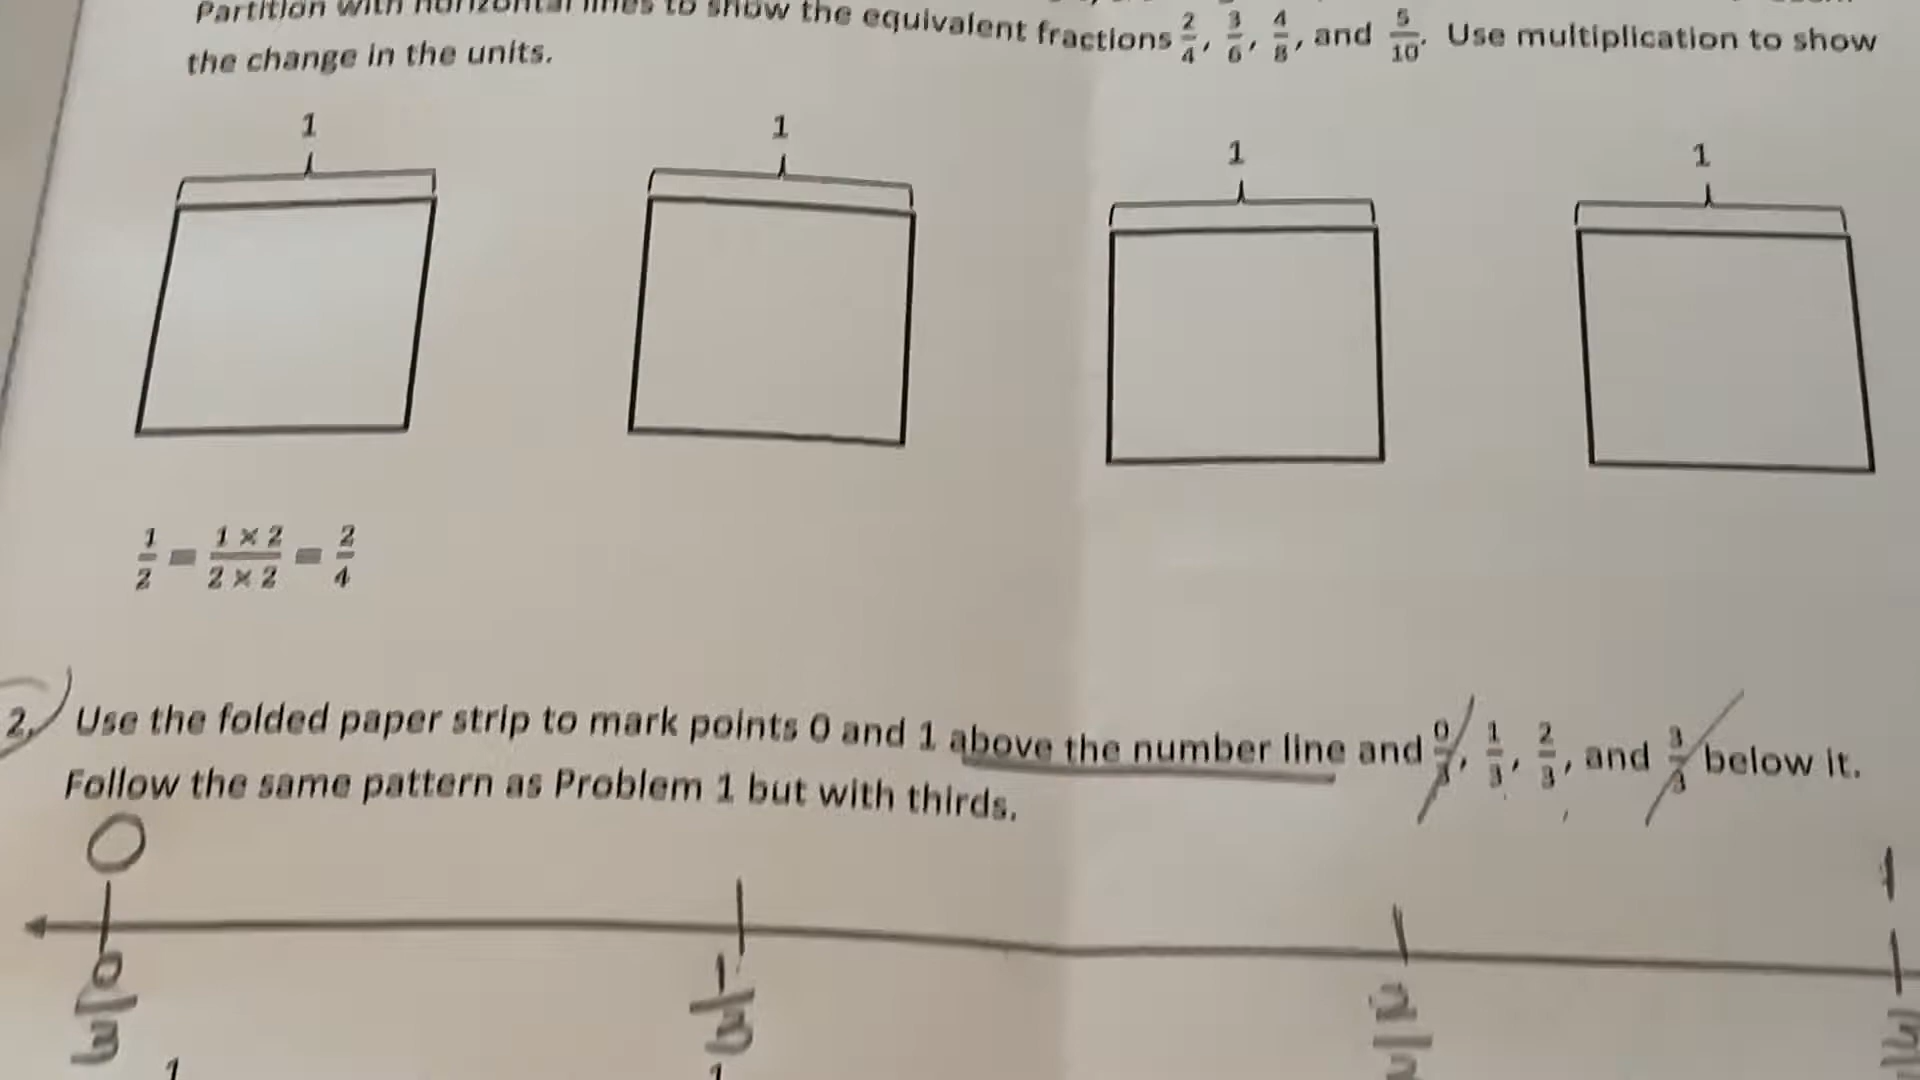 Partition with horizontal lines to show the equivalent fractions 2/4, 3/6, 4/8, and 5/10. Use multiplication to show
the change in the units.
1 1 1 1
1/2 = 1 × 2/2 × 2 = 2/4
2. Use the folded paper strip to mark points 0 and 1 above the number line and 0/3, 1/3, 2/3, and 3/3 below it.
Follow the same pattern as Problem 1 but with thirds.
0 1
0/3 1/3 2/3
1 1